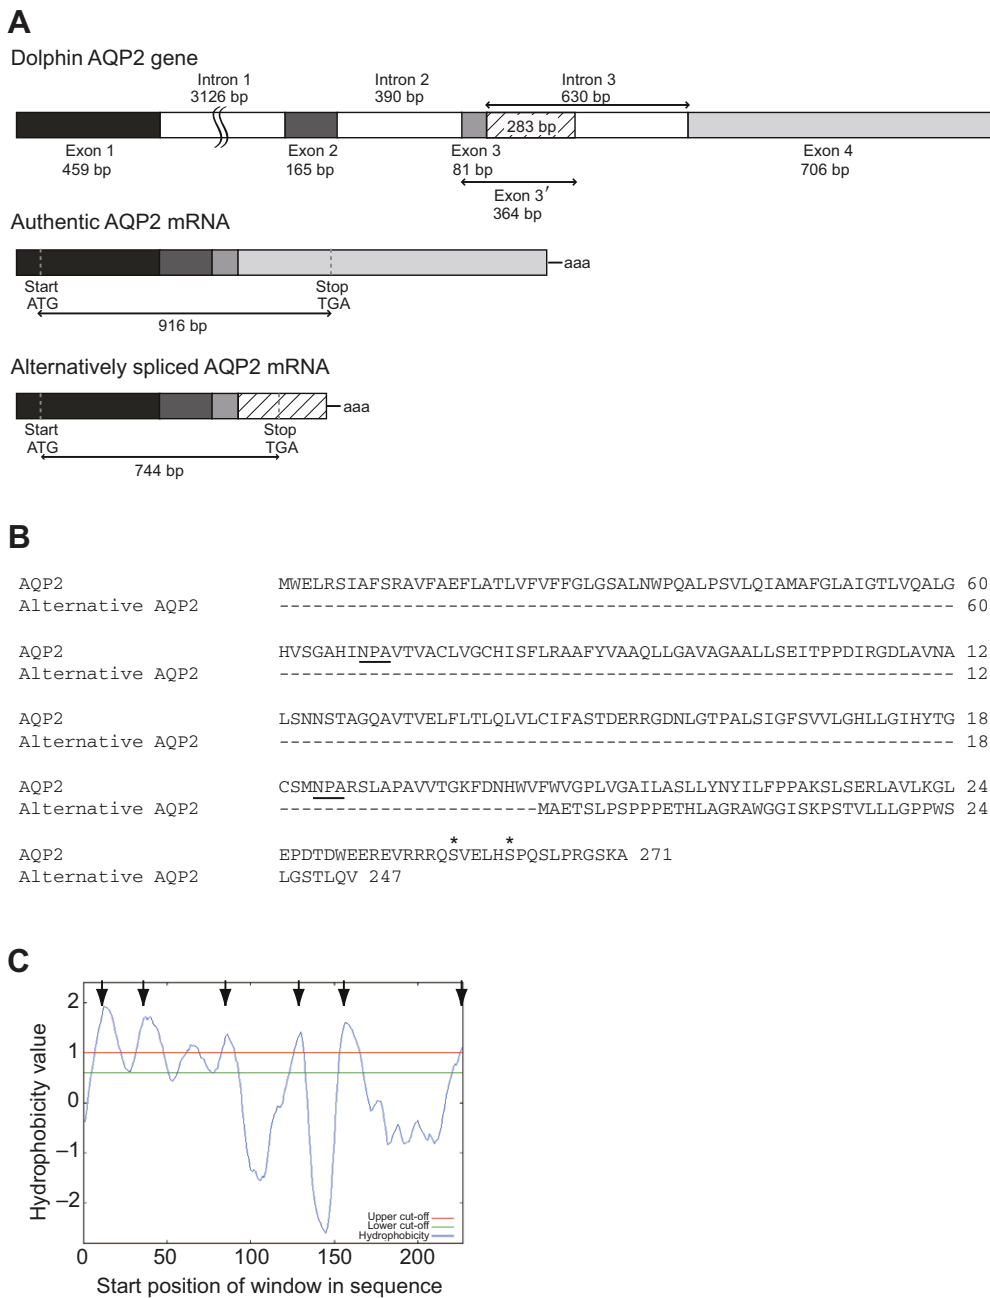 A
Dolphin AQP2 gene
Intron 1
3126 bp
Intron 2
390 bp
Intron 3
630 bp
283 bp
Exon 1
459 bp
Exon 2
165 bp
Exon 3
81 bp
Exon 4
706 bp
Exon 3′
364 bp
Authentic AQP2 mRNA
aaa
Start
ATG
Stop
TGA
916 bp
Alternatively spliced AQP2 mRNA
aaa
Start
ATG
Stop
TGA
744 bp
B
AQP2 MWELRSIAFSRAVFAEFLATLVFVFFGLGSALNWPQALPSVLQIAMAFGLAIGTLVQALG 60
Alternative AQP2 ------------------------------------------------------------ 60
AQP2 HVSGAHINPAVTVACLVGCHISFLRAAFYVAAQLLGAVAGAALLSEITPPDIRGDLAVNA 12
Alternative AQP2 ------------------------------------------------------------ 12
AQP2 LSNNSTAGQAVTVELFLTLQLVLCIFASTDERRGDNLGTPALSIGFSVVLGHLLGIHYTG 18
Alternative AQP2 ------------------------------------------------------------ 18
AQP2 CSMNPARSLAPAVVTGKFDNHWVFWVGPLVGAILASLLYNYILFPPAKSLSERLAVLKGL 24
Alternative AQP2 -----------------------MAETSLPSPPPETHLAGRAWGGISKPSTVLLLGPPWS 24
* *
AQP2 EPDTDWEEREVRRRQSVELHSPQSLPRGSKA 271
Alternative AQP2 LGSTLQV 247
C
Hydrophobicity value
2
1
0
–1
–2
Upper cut-off
Lower cut-off
Hydrophobicity
0 50 100 150 200
Start position of window in sequence